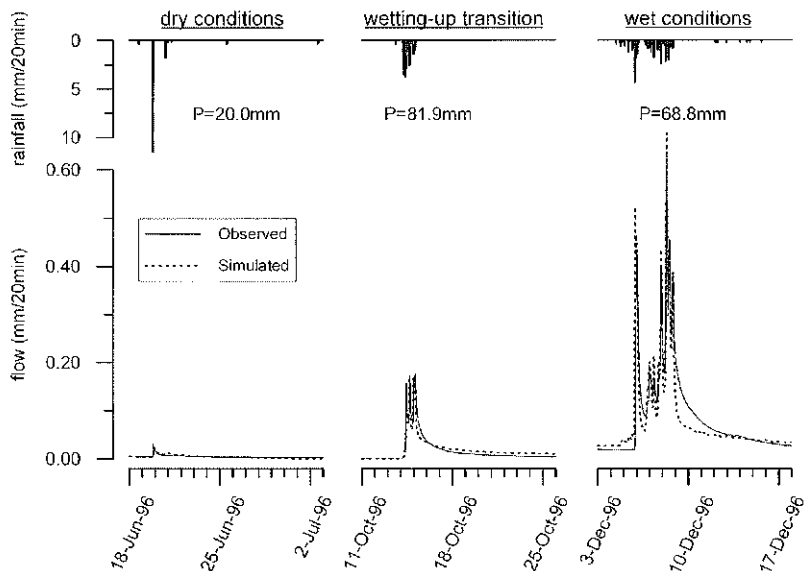 dry conditions
wetting-up transition
wet conditions
rainfall (mm/20min)
0
5
10
P=20.0mm
P=81.9mm
P=68.8mm
flow (mm/20min)
0.60
0.40
0.20
0.00
Observed
Simulated
18-Jun-96
25-Jun-96
2-Jul-96
11-Oct-96
18-Oct-96
25-Oct-96
3-Dec-96
10-Dec-96
17-Dec-96